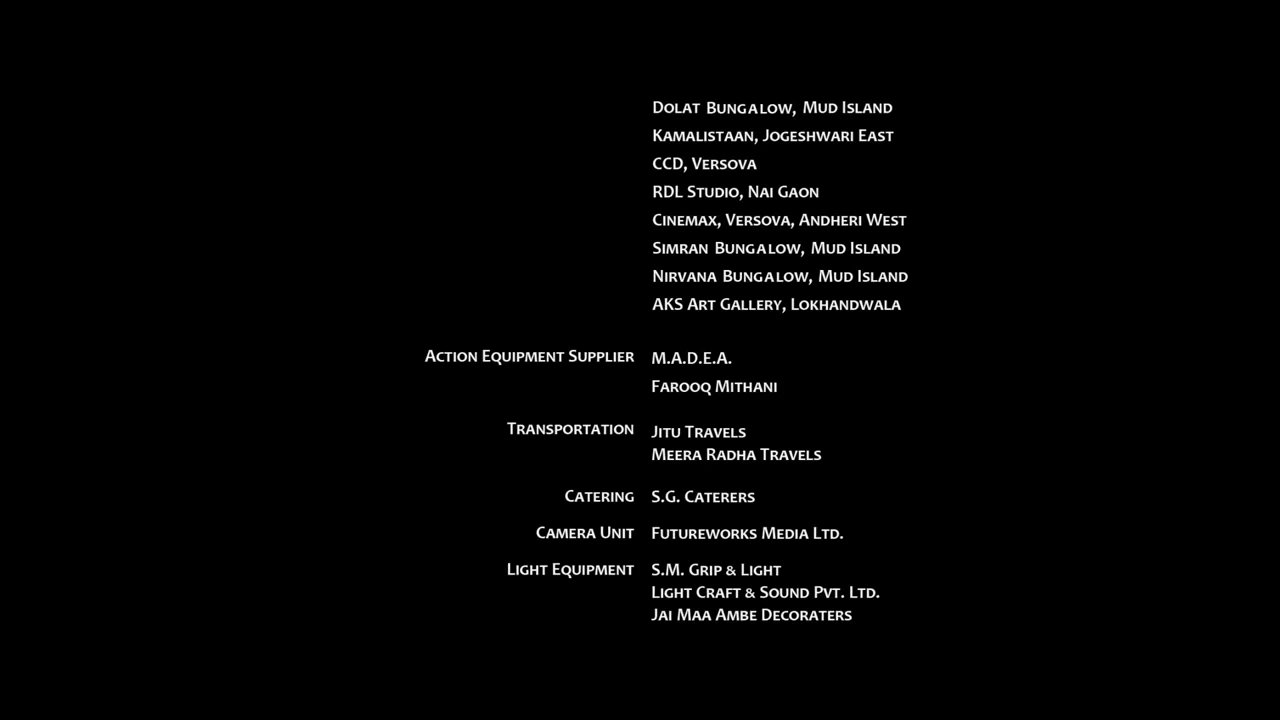 Dolat Bungalow, Mud Island
Kamalistaan, Jogeshwari East
CCD, Versova
RDL Studio, Nai Gaon
Cinemax, Versova, Andheri West
Simran Bungalow, Mud Island
Nirvana Bungalow, Mud Island
AKS Art Gallery, Lokhandwala
Action Equipment Supplier M.A.D.E.A.
Farooq Mithani
Transportation Jitu Travels
Meera Radha Travels
Catering S.G. Caterers
Camera Unit Futureworks Media Ltd.
Light Equipment S.M. Grip & Light
Light Craft & Sound Pvt. Ltd.
Jai Maa Ambe Decoraters